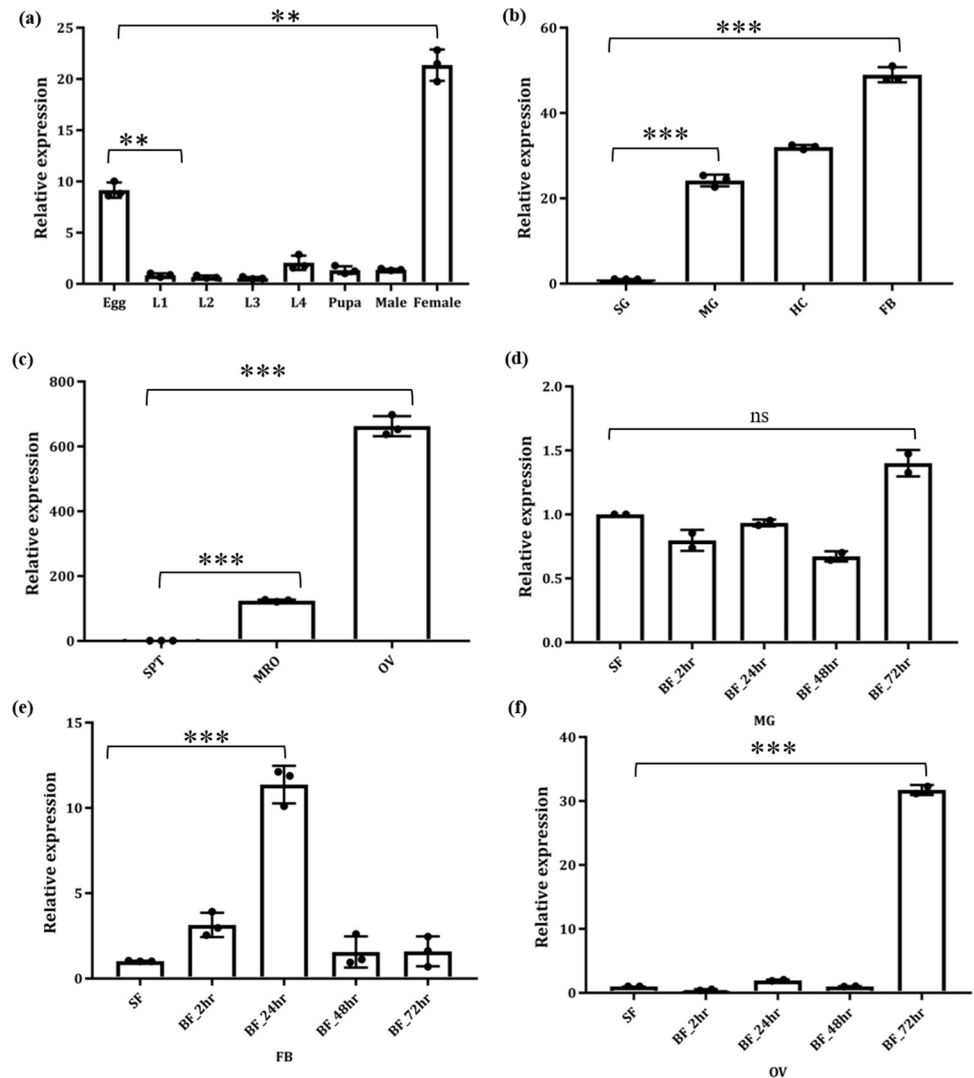 (a)
**
**
Relative expression
25
20
15
10
5
0
Egg L1 L2 L3 L4 Pupa Male Female
(b)
***
***
Relative expression
60
40
20
0
SG MG HC FB
(c)
***
***
Relative expression
800
600
400
200
0
SPT MRO OV
(d)
ns
Relative expression
2.0
1.5
1.0
0.5
0.0
SF BF_2hr BF_24hr BF_48hr BF_72hr
MG
(e)
***
Relative expression
15
10
5
0
SF BF_2hr BF_24hr BF_48hr BF_72hr
FB
(f)
***
Relative expression
40
30
20
10
0
SF BF_2hr BF_24hr BF_48hr BF_72hr
OV